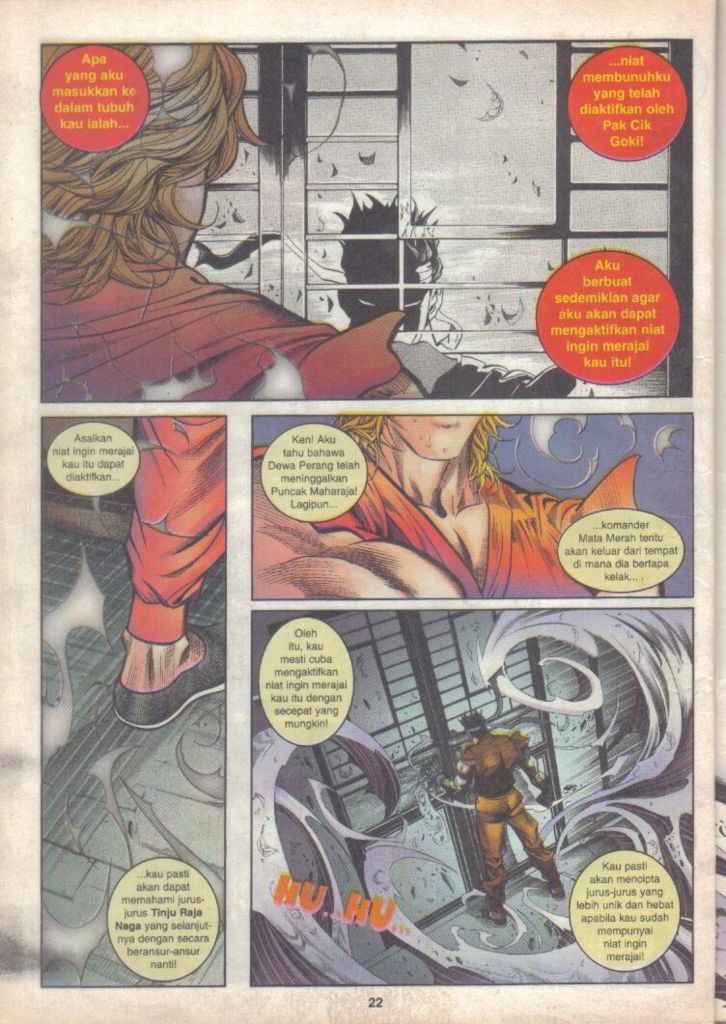 Apa
yang aku
masukkan ke
dalam tubuh
kau ialah...
...niat
membunuhku
yang telah
diaktifkan oleh
Pak Cik
Goki!
Aku
berbuat
sedemikian agar
aku akan dapat
mengaktifkan niat
ingin merajai
kau itu!
Asalkan
niat ingin merajai
kau itu dapat
diaktifkan...
...kau pasti
akan dapat
memahami jurus-
jurus Tinju Raja
Naga yang selanjut-
nya dengan secara
beransur-ansur
nanti!
Ken! Aku
tahu bahawa
Dewa Perang telah
meninggalkan
Puncak Maharaja!
Lagipun...
...komander
Mata Merah tentu
akan keluar dari tempat
di mana dia bertapa
kelak...
Oleh
itu, kau
mesti cuba
mengaktifkan
niat ingin merajai
kau itu dengan
secepat yang
mungkin!
HU...HU...
Kau pasti
akan mencipta
jurus-jurus yang
lebih unik dan hebat
apabila kau sudah
mempunyai
niat ingin
merajai!
22